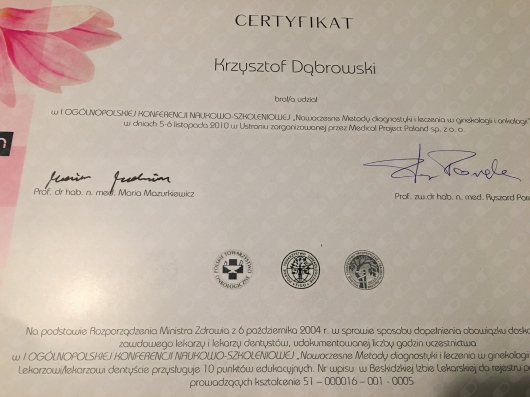 CERTYFIKAT
Krzysztof Dąbrowski
brał/a udział
w I OGÓLNOPOLSKIEJ KONFERENCJI NAUKOWO-SZKOLENIOWEJ „Nowoczesne Metody diagnostyki i leczenia w ginekologii i onkologii"
w dniach 5-6 listopada 2010 w Ustroniu zorganizowanej przez Medical Project Poland sp. z o.o.
Prof. dr hab. n. med. Maria Mazurkiewicz
Prof. zw.dr hab. n. med. Ryszard
POLSKIE TOWARZYSTWO ONKOLOGICZNE
Na podstawie Rozporządzenia Ministra Zdrowia z 6 października 2004 r. w sprawie sposobu dopełnienia obowiązku
zawodowego lekarzy i lekarzy dentystów, udokumentowanej liczby godzin uczestnictwa
w I OGÓLNOPOLSKIEJ KONFERENCJI NAUKOWO-SZKOLENIOWEJ „Nowoczesne Metody diagnostyki i leczenia w
Lekarzowi/lekarzowi dentyście przysługuje 10 punktów edukacyjnych. Nr wpisu w Beskidzkiej Izbie Lekarskiej do rejestru
prowadzących kształcenie 51 – 000016 – 001 - 0005